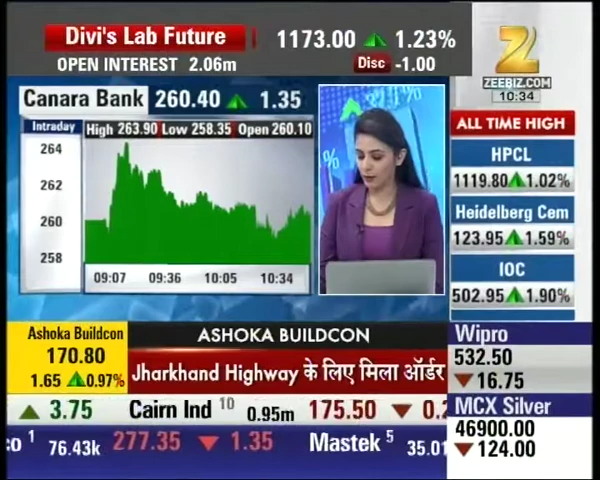 Divi's Lab Future
1173.00 1.23%
OPEN INTEREST 2.06m
Disc -1.00
Z
ZEEBIZ.COM
10:34
Canara Bank 260.40 1.35
Intraday
High 263.90 Low 258.35 Open 260.10
264
262
260
258
09:07 09:36 10:05 10:34
%
ALL TIME HIGH
HPCL
1119.80 1.02%
Heidelberg Cem
123.95 1.59%
IOC
502.95 1.90%
Ashoka Buildcon
170.80
1.65 0.97%
ASHOKA BUILDCON
Jharkhand Highway के लिए मिला ऑर्डर
Wipro
532.50
16.75
MCX Silver
46900.00
124.00
3.75 Cairn Ind 10 0.95m 175.50 0.2
co 1 76.43k 277.35 1.35 Mastek 5 35.01